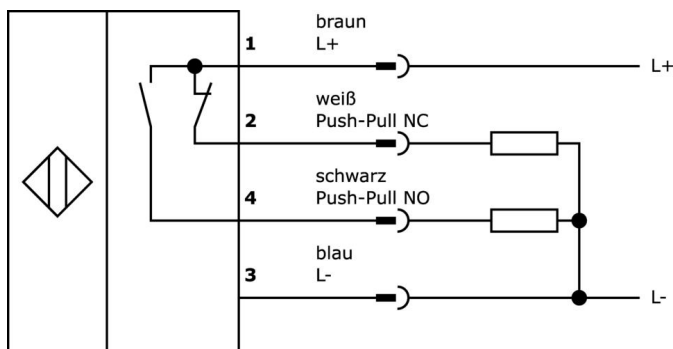 braun
1 L+
L+
weiß
2 Push-Pull NC
schwarz
4 Push-Pull NO
blau
3 L-
L-